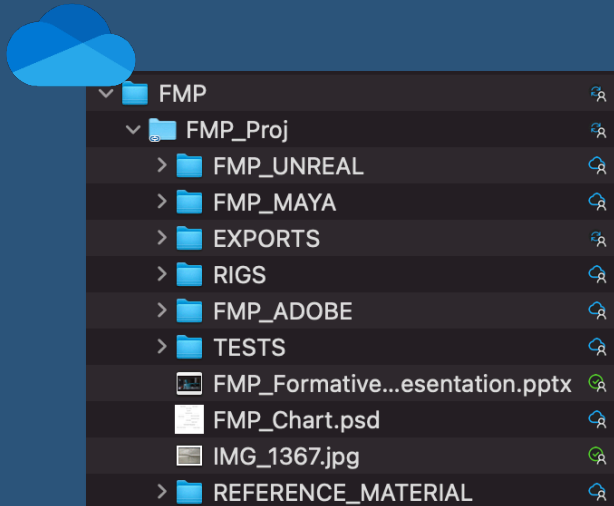 FMP
FMP_Proj
FMP_UNREAL
FMP_MAYA
EXPORTS
RIGS
FMP_ADOBE
TESTS
FMP_Formative...esentation.pptx
FMP_Chart.psd
IMG_1367.jpg
REFERENCE_MATERIAL